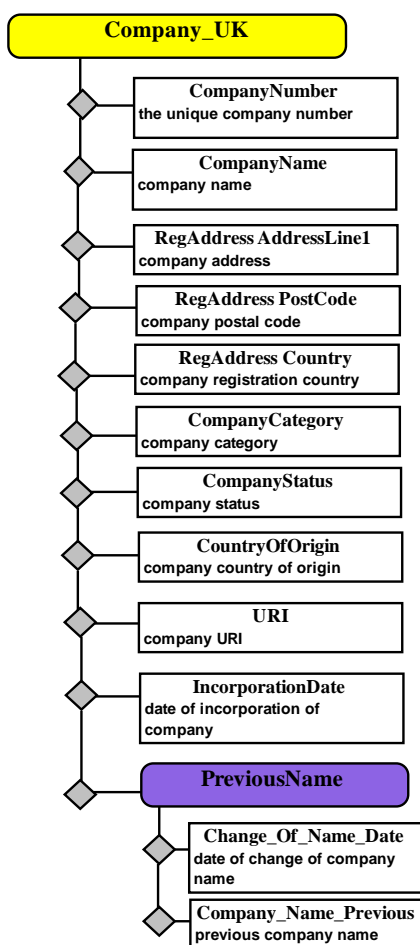 Company_UK
CompanyNumber
the unique company number
CompanyName
company name
RegAddress AddressLine1
company address
RegAddress PostCode
company postal code
RegAddress Country
company registration country
CompanyCategory
company category
CompanyStatus
company status
CountryOfOrigin
company country of origin
URI
company URI
IncorporationDate
date of incorporation of
company
PreviousName
Change_Of_Name_Date
date of change of company
name
Company_Name_Previous
previous company name